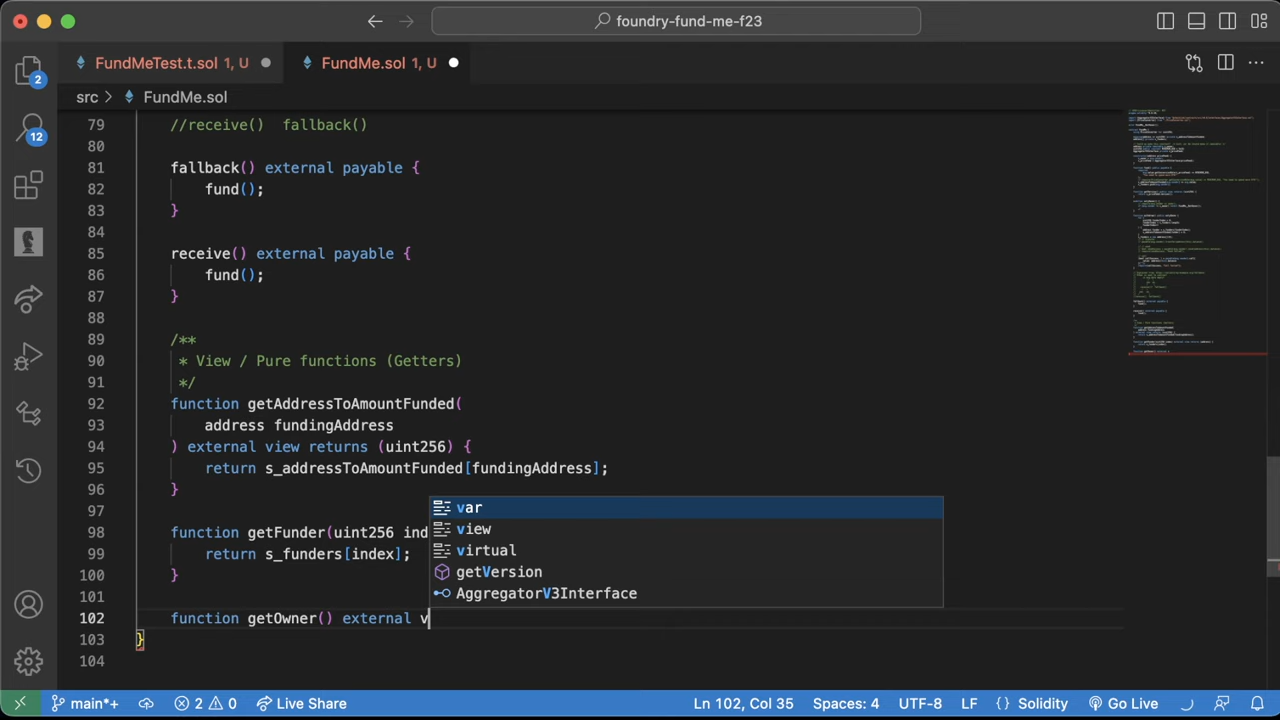 foundry-fund-me-f23
FundMeTest.t.sol 1, U
FundMe.sol 1, U
src > FundMe.sol
2
12
79 //receive()  fallback()
80
81 fallback() external payable {
82 fund();
83 }
84
85 receive() external payable {
86 fund();
87 }
88
89 /**
90 * View / Pure functions (Getters)
91 */
92 function getAddressToAmountFunded(
93 address fundingAddress
94 ) external view returns (uint256) {
95 return s_addressToAmountFunded[fundingAddress];
96 }
97
98 function getFunder(uint256 ind
99 return s_funders[index];
100 }
101
102 function getOwner() external v
103 }
104
var
view
virtual
getVersion
AggregatorV3Interface
main*+ 2 0 Live Share Ln 102, Col 35 Spaces: 4 UTF-8 LF {} Solidity Go Live